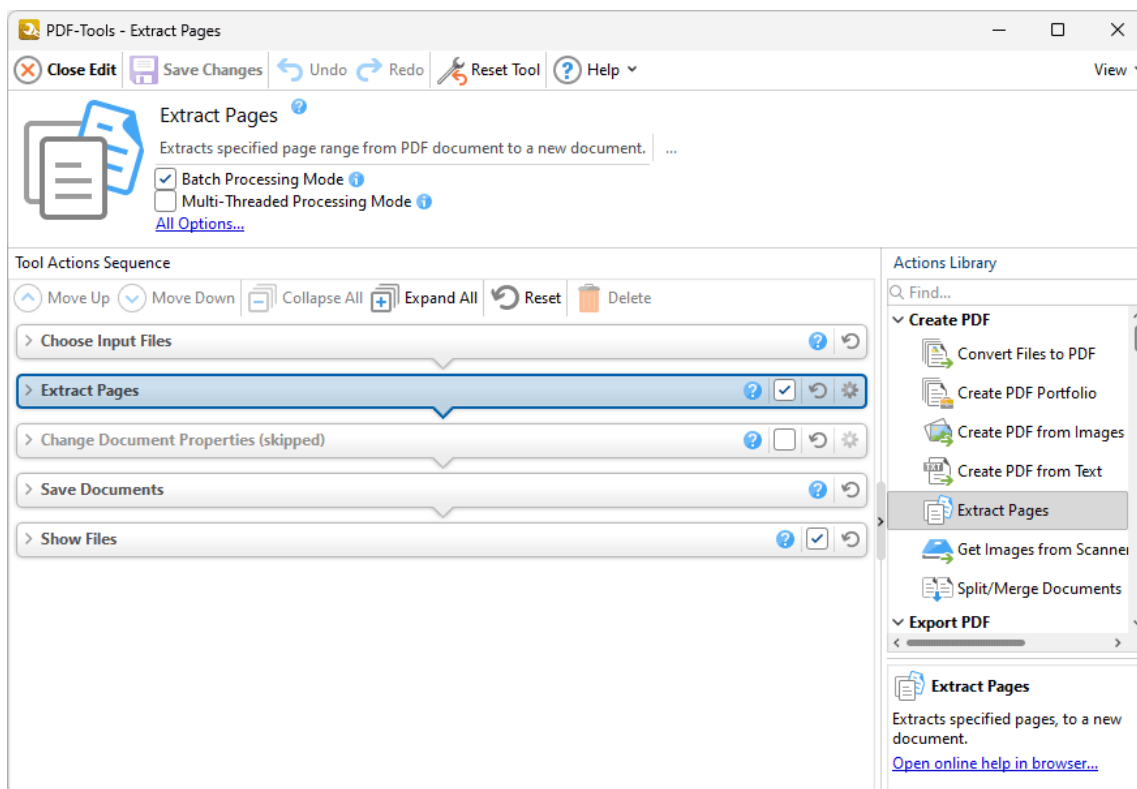 PDF-Tools - Extract Pages
Close Edit Save Changes Undo Redo Reset Tool ? Help View
Extract Pages ?
Extracts specified page range from PDF document to a new document. ...
Batch Processing Mode i
Multi-Threaded Processing Mode i
All Options...
Tool Actions Sequence
Move Up Move Down Collapse All Expand All Reset Delete
Choose Input Files ?
Extract Pages ?
Change Document Properties (skipped) ?
Save Documents ?
Show Files ?
Actions Library
Find...
Create PDF
Convert Files to PDF
Create PDF Portfolio
Create PDF from Images
TXT Create PDF from Text
Extract Pages
Get Images from Scanner
Split/Merge Documents
Export PDF
Extract Pages
Extracts specified pages, to a new
document.
Open online help in browser...